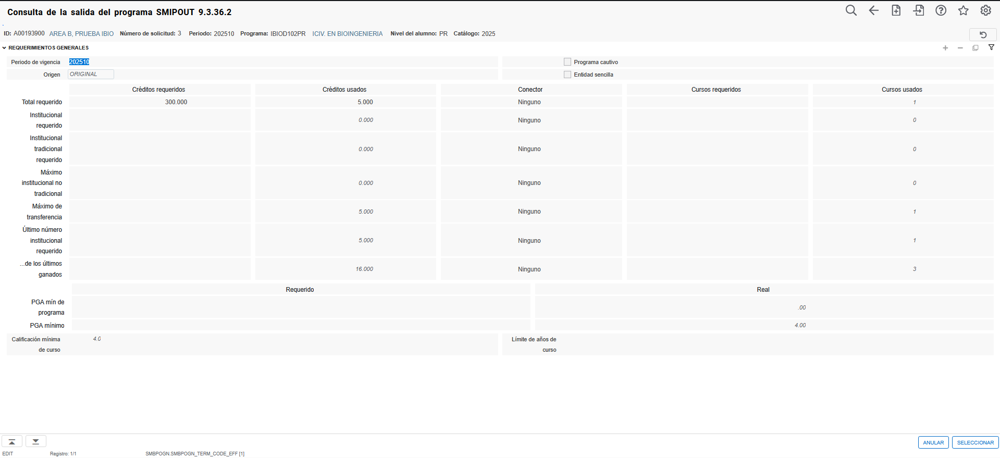 Consulta de la salida del programa SMIPOUT 9.3.36.2
ID: A00193900 AREA B, PRUEBA IBIO Número de solicitud: 3 Periodo: 202510 Programa: IBIOD102PR ICIV. EN BIOINGENIERIA Nivel del alumno: PR Catálogo: 2025
REQUERIMIENTOS GENERALES
Periodo de vigencia 202510 Programa cautivo
Origen ORIGINAL Entidad sencilla
Créditos requeridos Créditos usados Conector Cursos requeridos Cursos usados
Total requerido 300.000 5.000 Ninguno 1
Institucional
requerido 0.000 Ninguno 0
Institucional
tradicional 0.000 Ninguno 0
requerido
Máximo
institucional no 0.000 Ninguno 0
tradicional
Máximo de
transferencia 5.000 Ninguno 1
Último número
institucional 5.000 Ninguno 1
requerido
...de los últimos
ganados 16.000 Ninguno 3
Requerido Real
PGA mín de
programa .00
PGA mínimo 4.00
Calificación mínima 4.0 Límite de años de
de curso curso
ANULAR SELECCIONAR
EDIT Registro: 1/1 SMBPOGN.SMBPOGN_TERM_CODE_EFF [1]